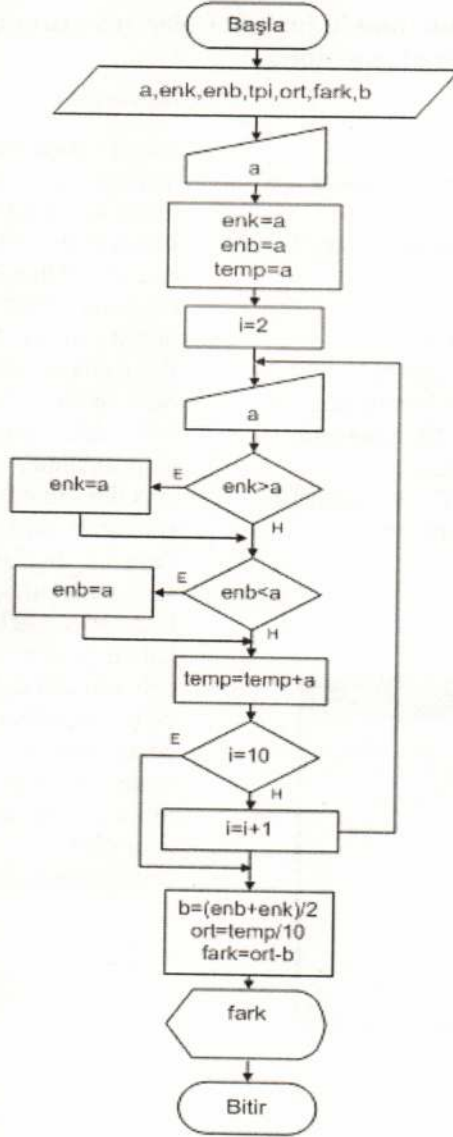 Başla
a,enk,enb,tpi,ort,fark,b
a
enk=a
enb=a
temp=a
i=2
a
enk>a
E
enk=a
H
enb<a
E
enb=a
H
temp=temp+a
E
i=10
H
i=i+1
b=(enb+enk)/2
ort=temp/10
fark=ort-b
fark
Bitir